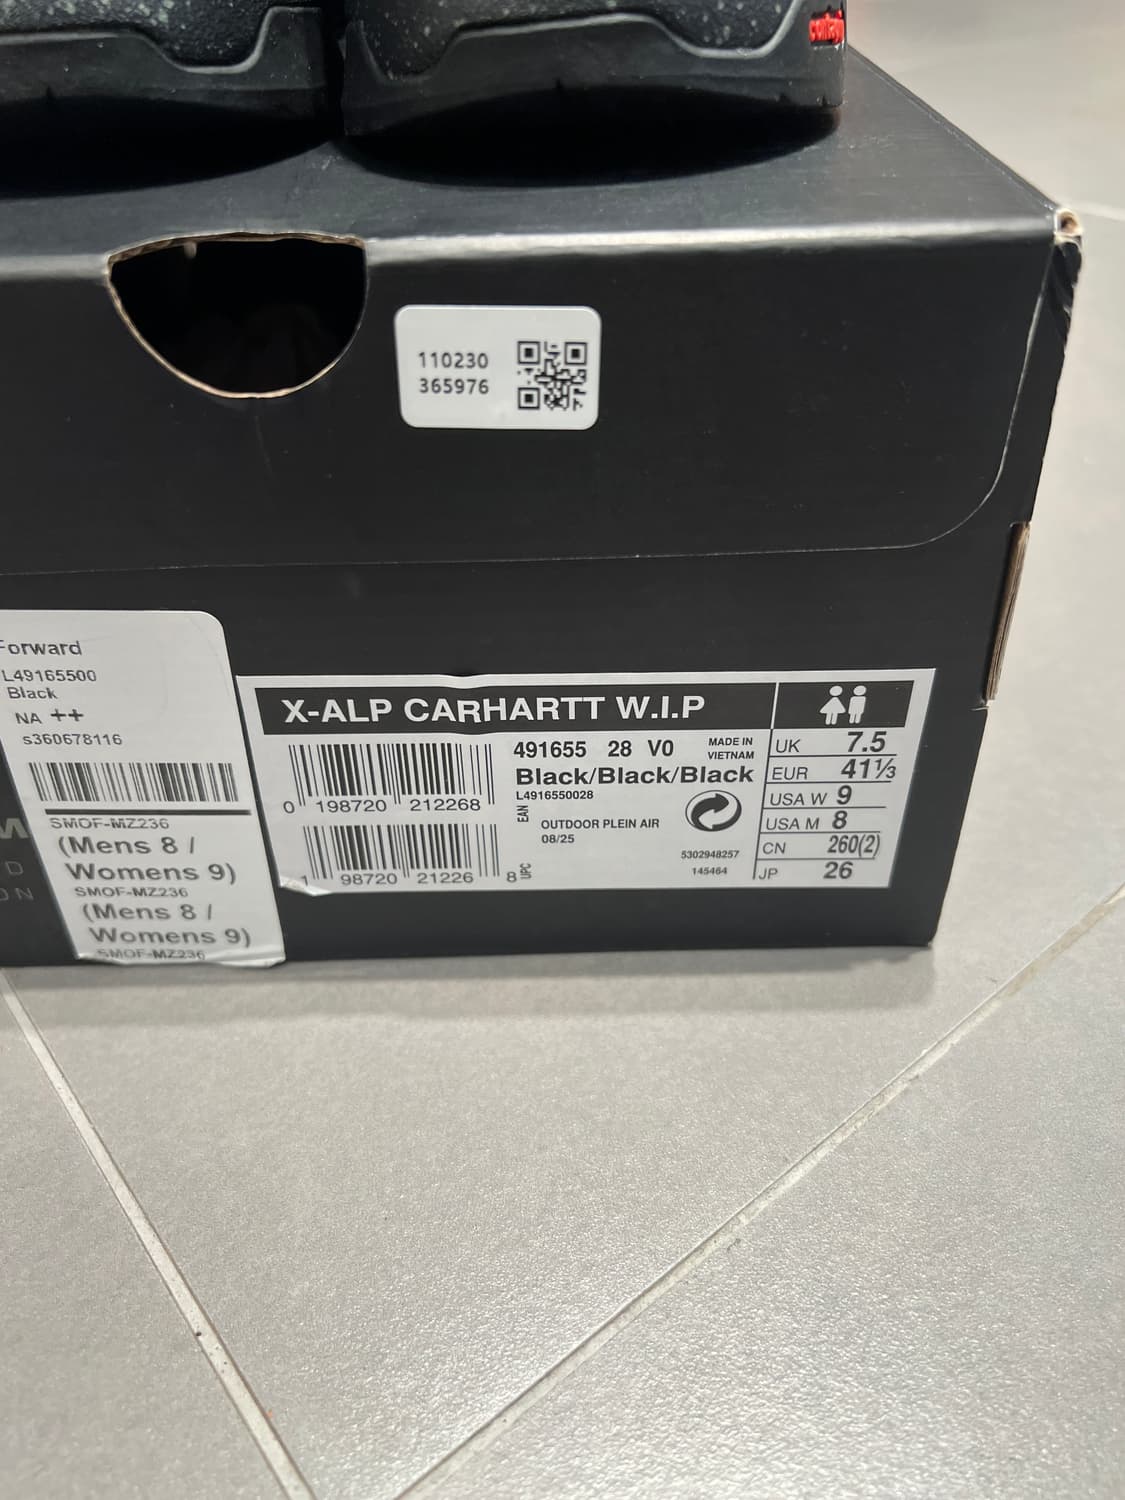 110230
365976
Forward
L49165500
Black
NA ++
s360678116
SMOF-MZ236
(Mens 8 /
Womens 9)
SMOF-MZ236
(Mens 8 /
Womens 9)
SMOF-MZ236
X-ALP CARHARTT W.I.P
0 198720 212268
98720 21226 8
UPC
491655 28 V0
MADE IN
VIETNAM
Black/Black/Black
L4916550028
EAN
OUTDOOR PLEIN AIR
08/25
5302948257
145464
UK 7.5
EUR 41⅓
USA W 9
USA M 8
CN 260(2)
JP 26